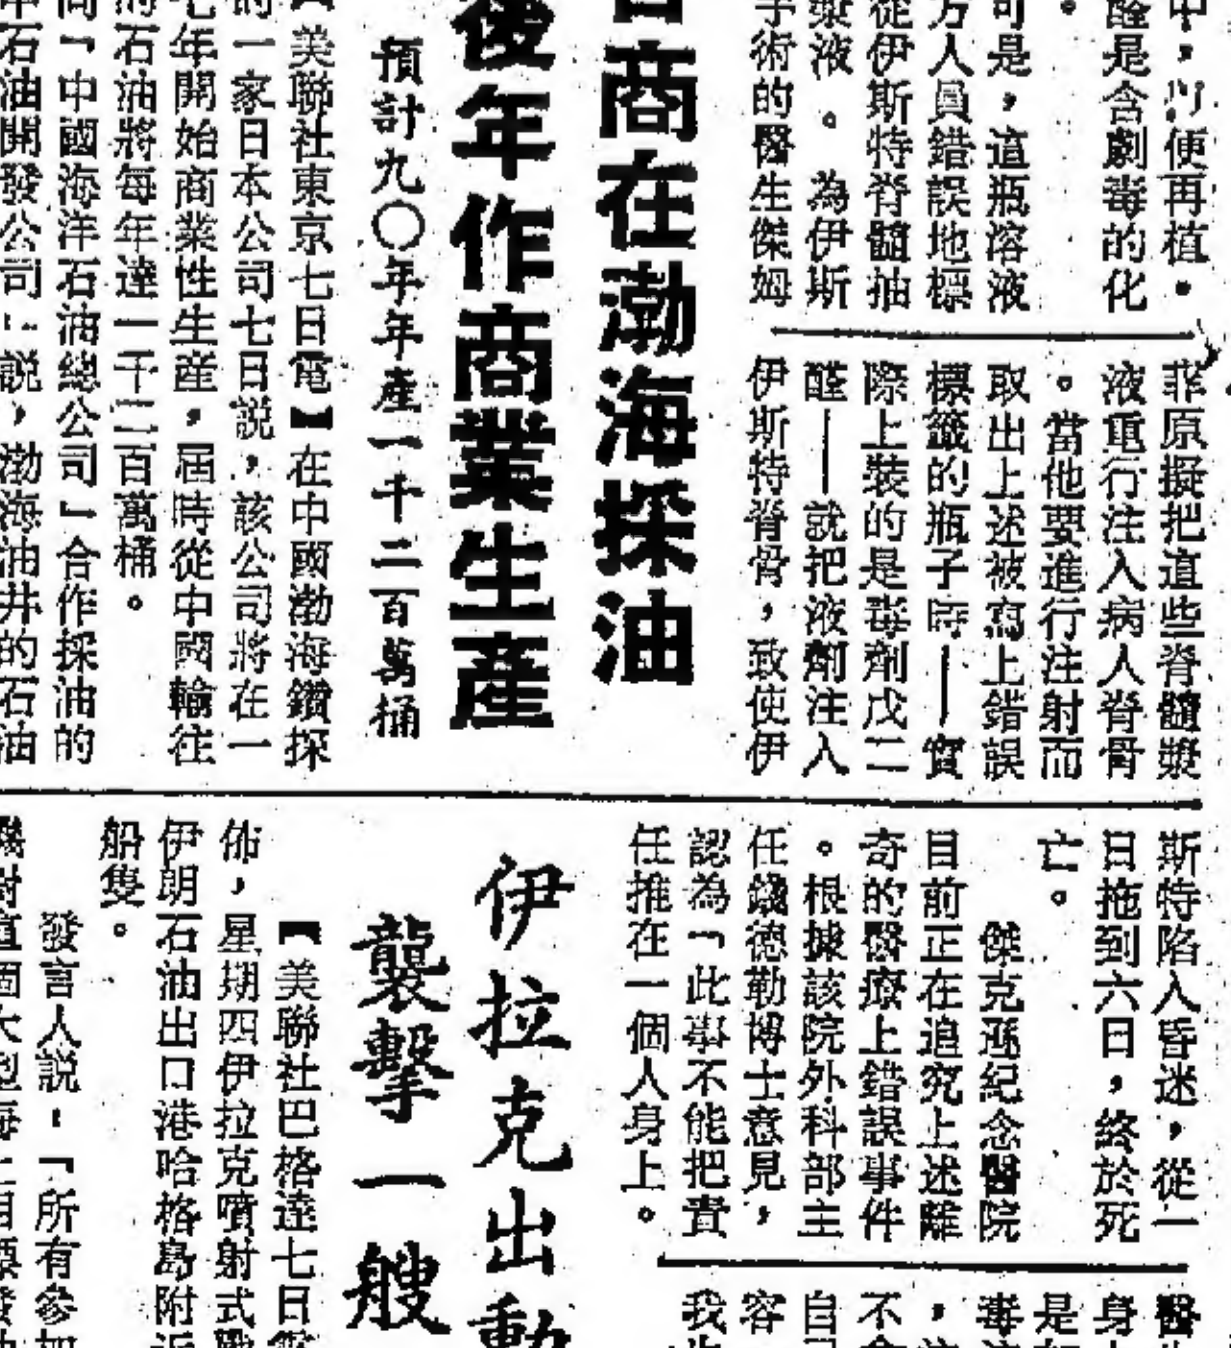 中，以便再植。
醛是含劇毒的化
。
可是，這瓶溶液
方人員錯誤地標
從伊斯特脊髓抽
漿液。為伊斯
手術的醫生傑姆
菲原擬把這些脊髓漿
液重行注入病人脊骨
。當他要進行注射而
取出上述被寫上錯誤
標籤的瓶子時——實
際上裝的是毒劑戊二
醛——就把液劑注入
伊斯特脊骨，致使伊
斯特陷入昏迷，從一
日拖到六日，終於死
亡。
傑克遜紀念醫院
目前正在追究上述離
奇的醫療上錯誤事件
。根據該院外科部主
任錢德勒博士意見，
認為「此事不能把責
任推在一個人身上。
日商在渤海探油
後年作商業生產
預計九〇年年產一千二百萬桶
【美聯社東京七日電】在中國渤海鑽探
的一家日本公司七日説，該公司將在一
七年開始商業性生産，屆時從中國輸往
的石油將每年達一千二百萬桶。
同「中國海洋石油總公司」合作採油的
中石油開發公司」説，渤海油井的石油
伊拉克出動
襲擊一艘
【美聯社巴格達七日電
佈，星期四伊拉克噴射式戰
伊朗石油出口港哈格島附近
船隻。
發言人説，「所有參加
醫
身
是
毒
，
不
自
容
我